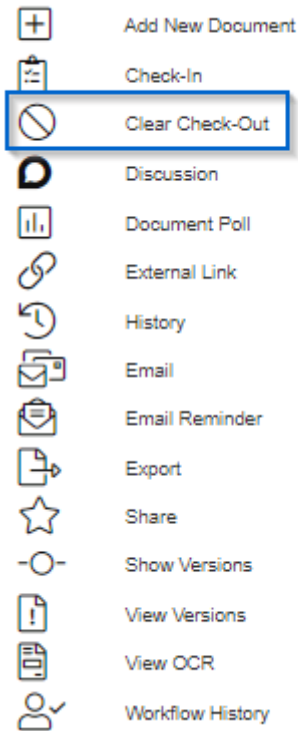 Add New Document
Check-In
Clear Check-Out
Discussion
Document Poll
External Link
History
Email
Email Reminder
Export
Share
Show Versions
View Versions
View OCR
Workflow History